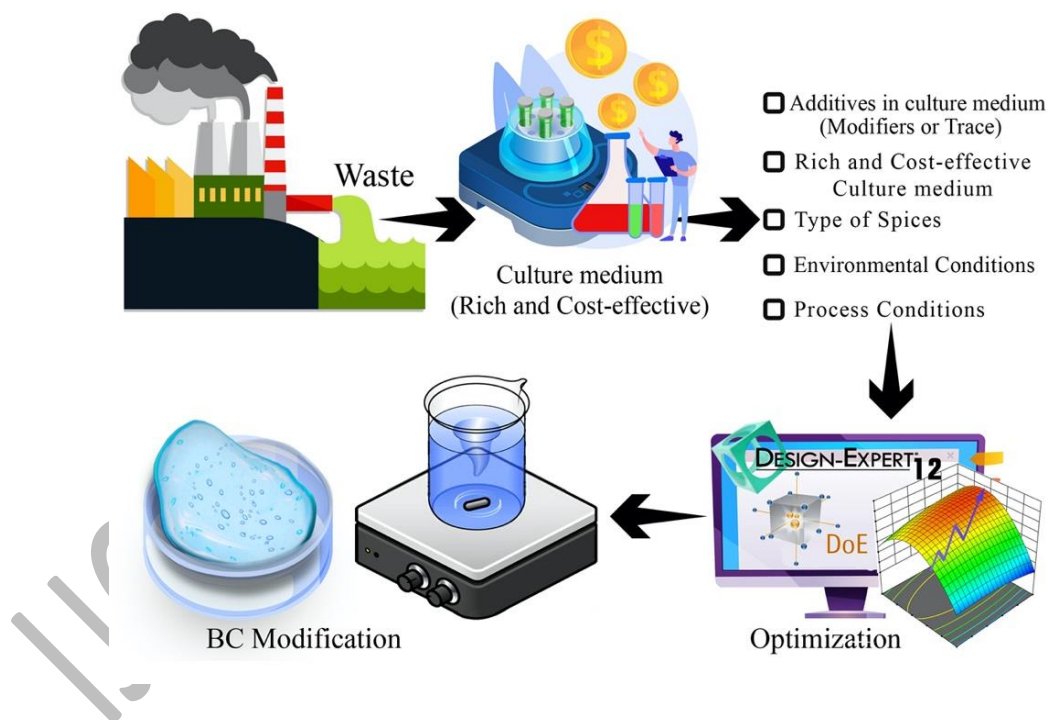 Waste
Culture medium
(Rich and Cost-effective)
Additives in culture medium
(Modifiers or Trace)
Rich and Cost-effective
Culture medium
Type of Spices
Environmental Conditions
Process Conditions
DESIGN-EXPERT
12
DoE
Optimization
BC Modification